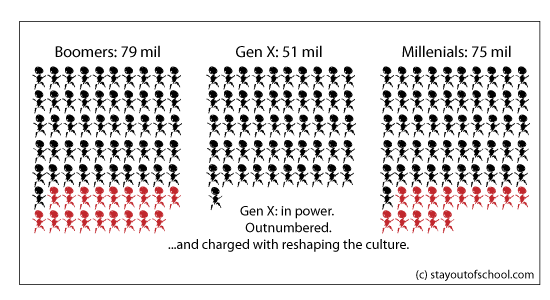 Boomers: 79 mil
Gen X: 51 mil
Millenials: 75 mil
Gen X: in power.
Outnumbered.
...and charged with reshaping the culture.
(c) stayoutofschool.com